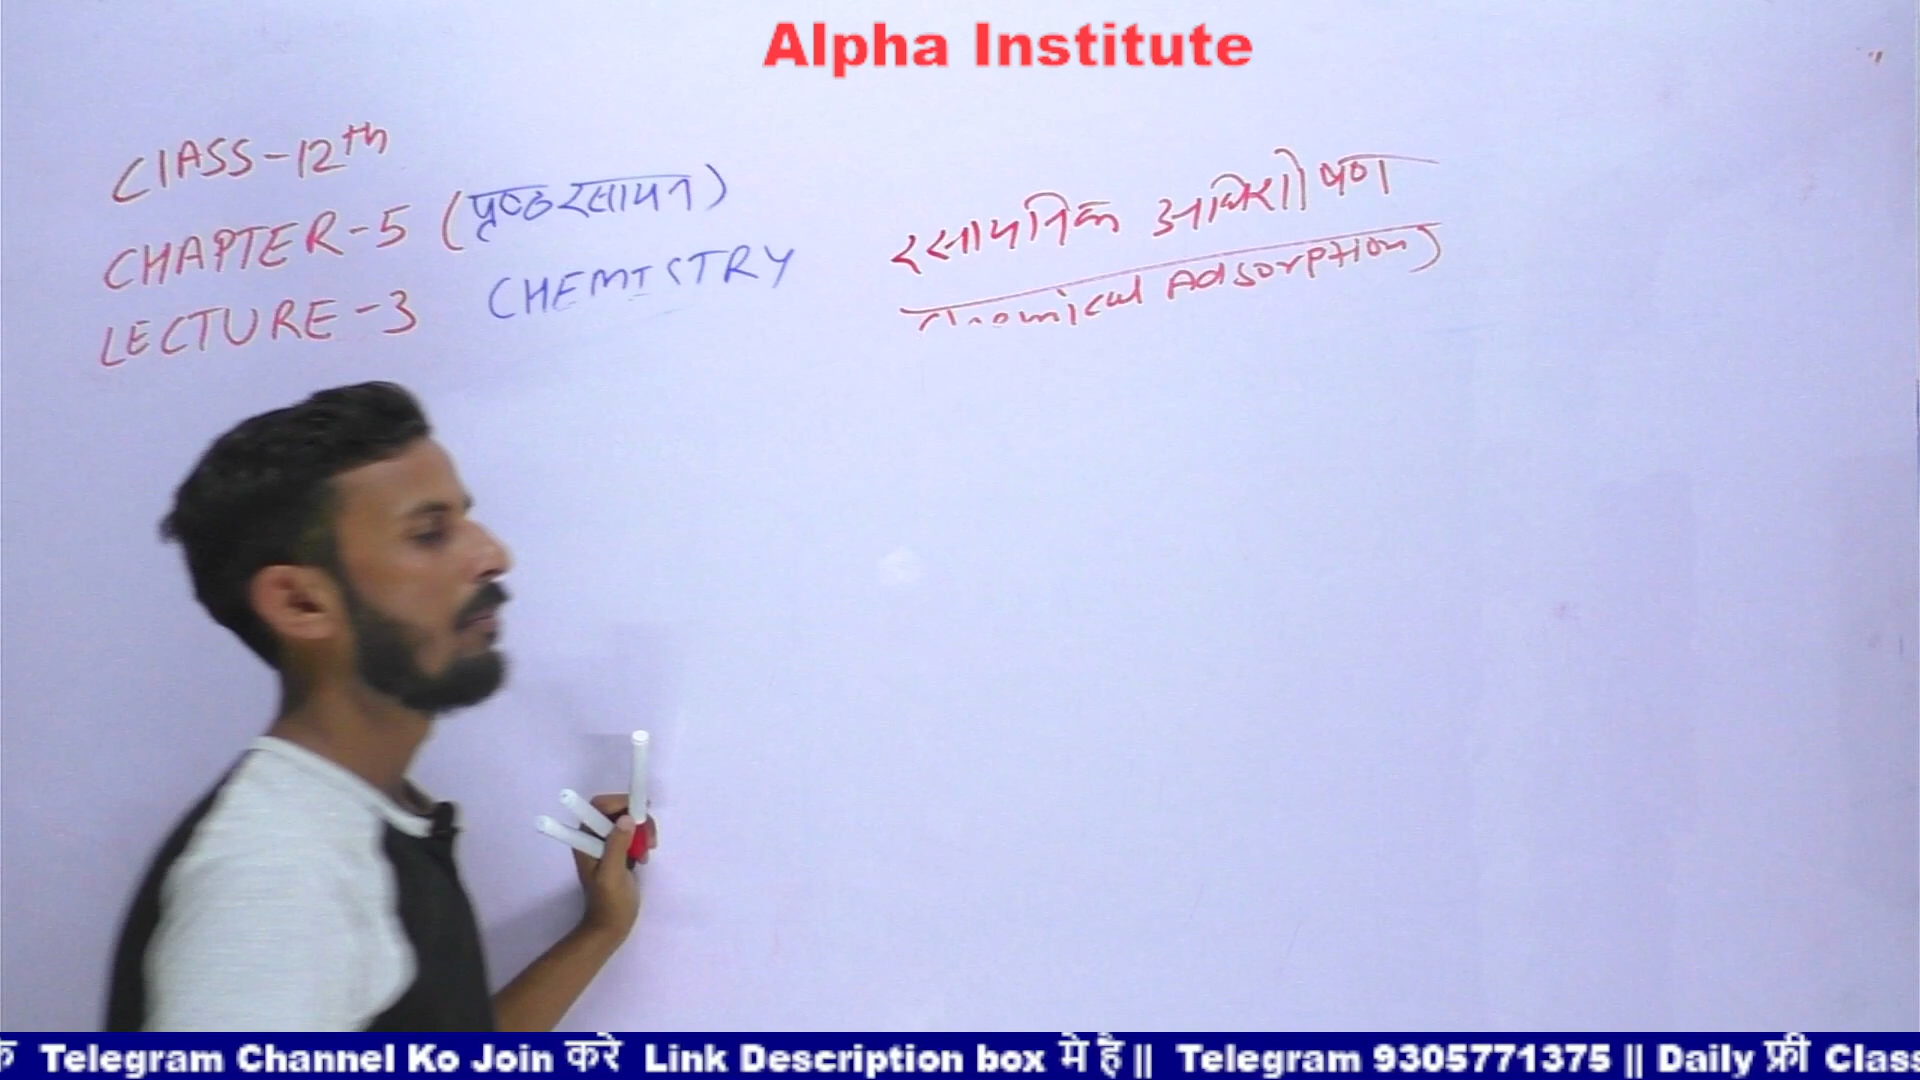 Alpha Institute
CLASS-12th
CHAPTER-5 (पृष्ठ रसायन)
LECTURE-3 CHEMISTRY
रसायनिक अधिशोषण
Chemical Adsorption)
Telegram Channel Ko Join करे Link Description box मे है || Telegram 9305771375 || Daily फ्री Class